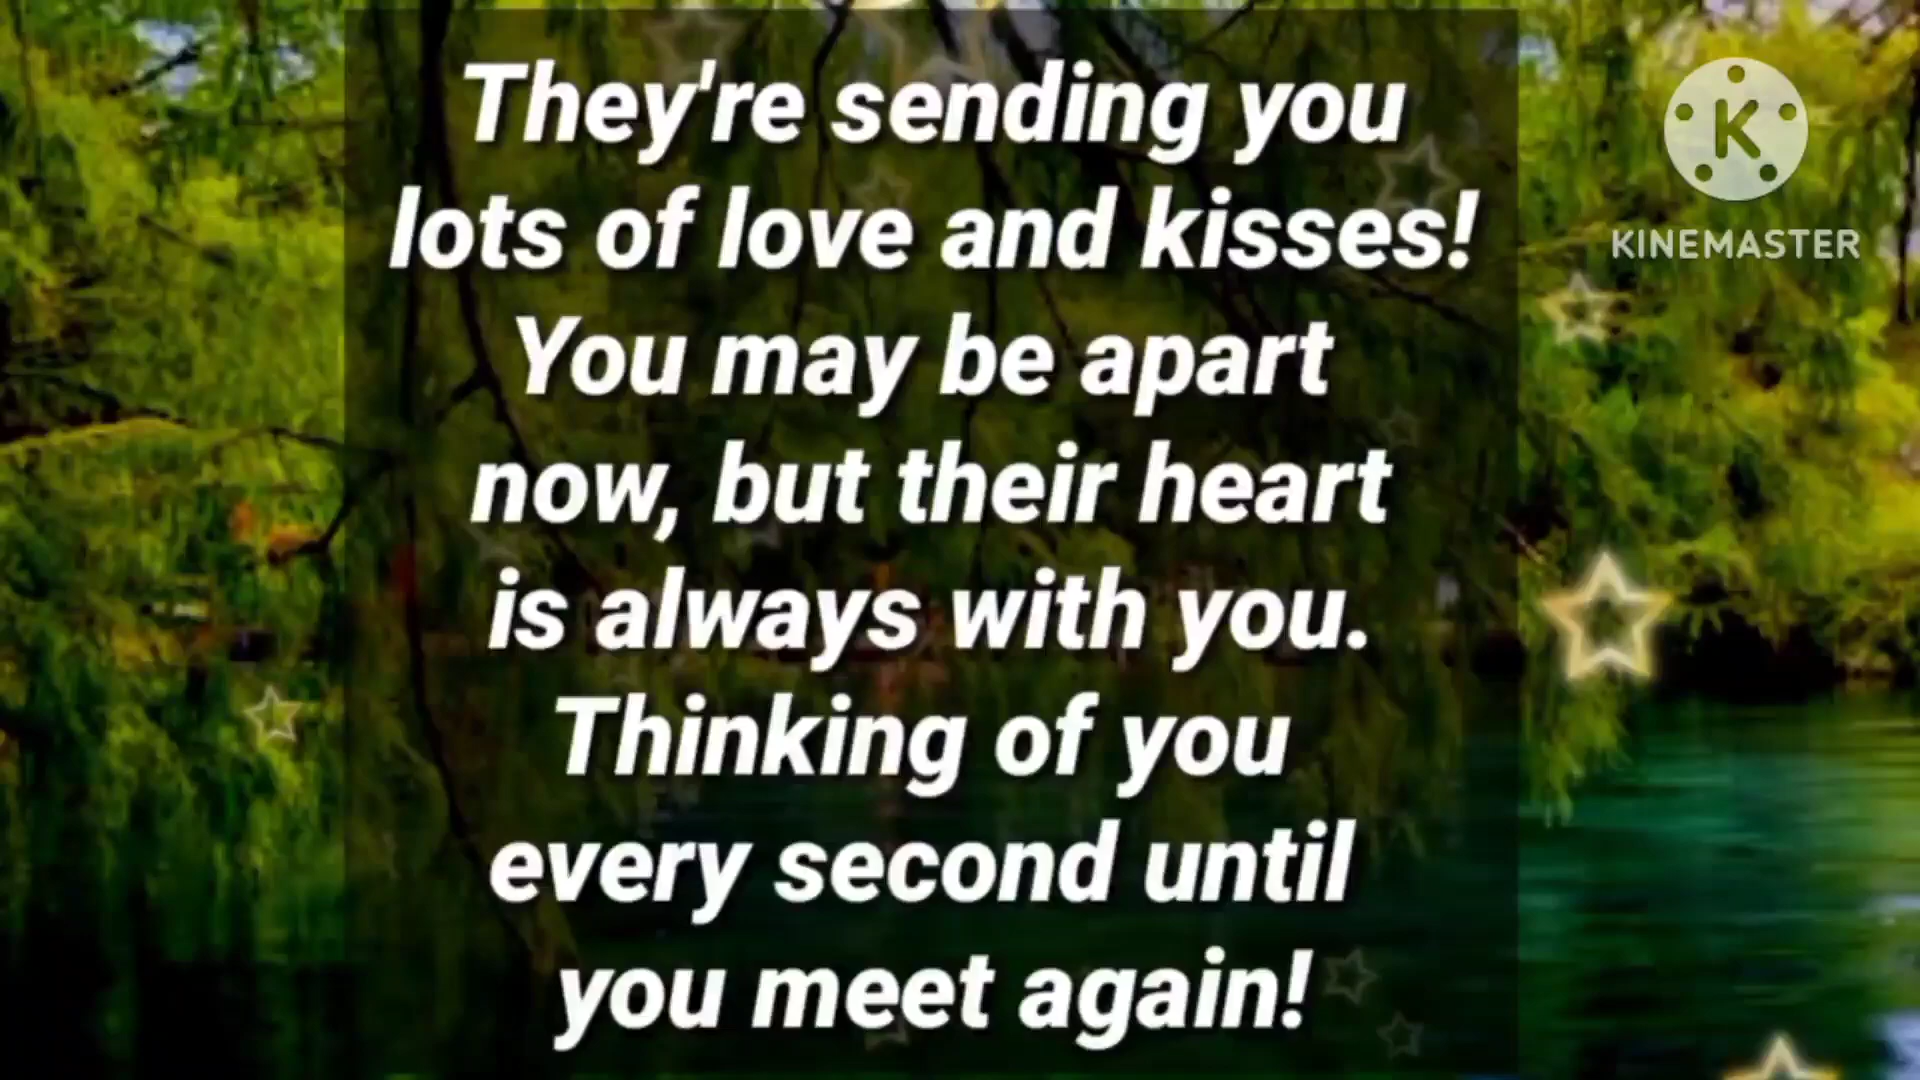 They're sending you
lots of love and kisses!
You may be apart
now, but their heart
is always with you.
Thinking of you
every second until
you meet again!
K
KINEMASTER